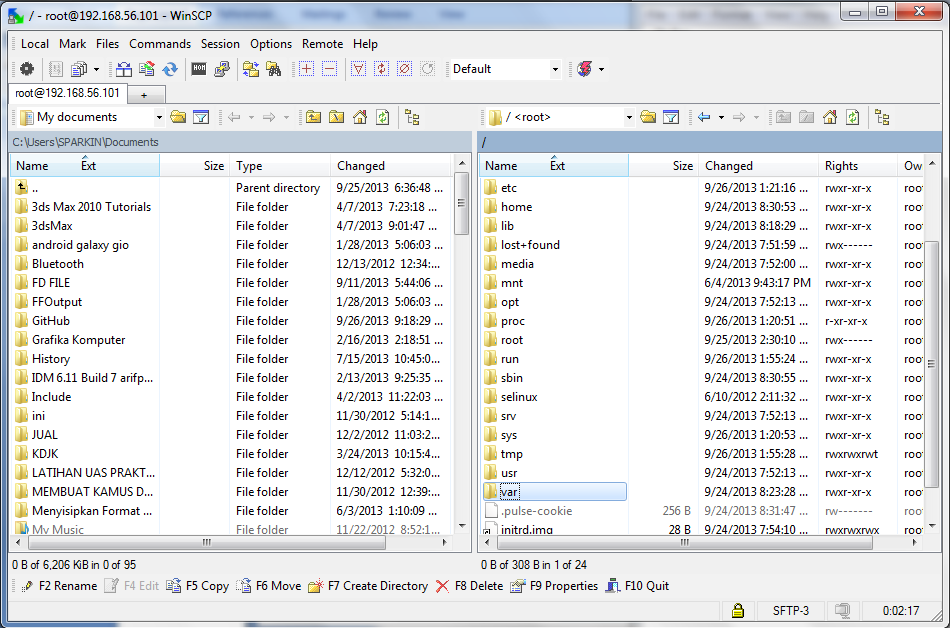 / - root@192.168.56.101 - WinSCP
Local Mark Files Commands Session Options Remote Help
Default
root@192.168.56.101 +
My documents / <root>
C:\Users\SPARKIN\Documents /
Name Ext Size Type Changed Name Ext Size Changed Rights Ow
.. Parent directory 9/25/2013 6:36:48 ... etc 9/26/2013 1:21:16 ... rwxr-xr-x roo
3ds Max 2010 Tutorials File folder 4/7/2013 7:23:18 ... home 9/24/2013 8:30:53 ... rwxr-xr-x roo
3dsMax File folder 4/7/2013 9:01:47 ... lib 9/24/2013 8:18:29 ... rwxr-xr-x roo
android galaxy gio File folder 1/28/2013 5:06:03 ... lost+found 9/24/2013 7:51:59 ... rwx------ roo
Bluetooth File folder 12/13/2012 12:34:... media 9/24/2013 7:52:00 ... rwxr-xr-x roo
FD FILE File folder 9/11/2013 5:44:06 ... mnt 6/4/2013 9:43:17 PM rwxr-xr-x roo
FFOutput File folder 1/28/2013 5:06:03 ... opt 9/24/2013 7:52:13 ... rwxr-xr-x roo
GitHub File folder 9/26/2013 9:18:29 ... proc 9/26/2013 1:20:51 ... r-xr-xr-x roo
Grafika Komputer File folder 2/16/2013 2:18:51 ... root 9/25/2013 2:30:10 ... rwx------ roo
History File folder 7/15/2013 10:45:0... run 9/26/2013 1:55:24 ... rwxr-xr-x roo
IDM 6.11 Build 7 arifp... File folder 2/13/2013 9:25:35 ... sbin 9/24/2013 8:30:55 ... rwxr-xr-x roo
Include File folder 4/2/2013 11:22:03 ... selinux 6/10/2012 2:11:32 ... rwxr-xr-x roo
ini File folder 11/30/2012 5:14:1... srv 9/24/2013 7:52:13 ... rwxr-xr-x roo
JUAL File folder 12/2/2012 11:03:2... sys 9/26/2013 1:20:53 ... rwxr-xr-x roo
KDJK File folder 3/24/2013 10:15:4... tmp 9/26/2013 1:55:28 ... rwxrwxrwt roo
LATIHAN UAS PRAKT... File folder 12/12/2012 5:32:0... usr 9/24/2013 7:52:13 ... rwxr-xr-x roo
MEMBUAT KAMUS D... File folder 11/30/2012 12:39:... var 9/24/2013 8:23:28 ... rwxr-xr-x roo
Menyisipkan Format ... File folder 6/3/2013 1:10:09 ... .pulse-cookie 256 B 9/24/2013 8:31:47 ... rw------- roo
My Music File folder 11/22/2012 8:52:1... initrd.img 28 B 9/24/2013 7:54:10 ... rwxrwxrwx roo
0 B of 6,206 KiB in 0 of 95 0 B of 308 B in 1 of 24
F2 Rename F4 Edit F5 Copy F6 Move F7 Create Directory F8 Delete F9 Properties F10 Quit
SFTP-3 0:02:17